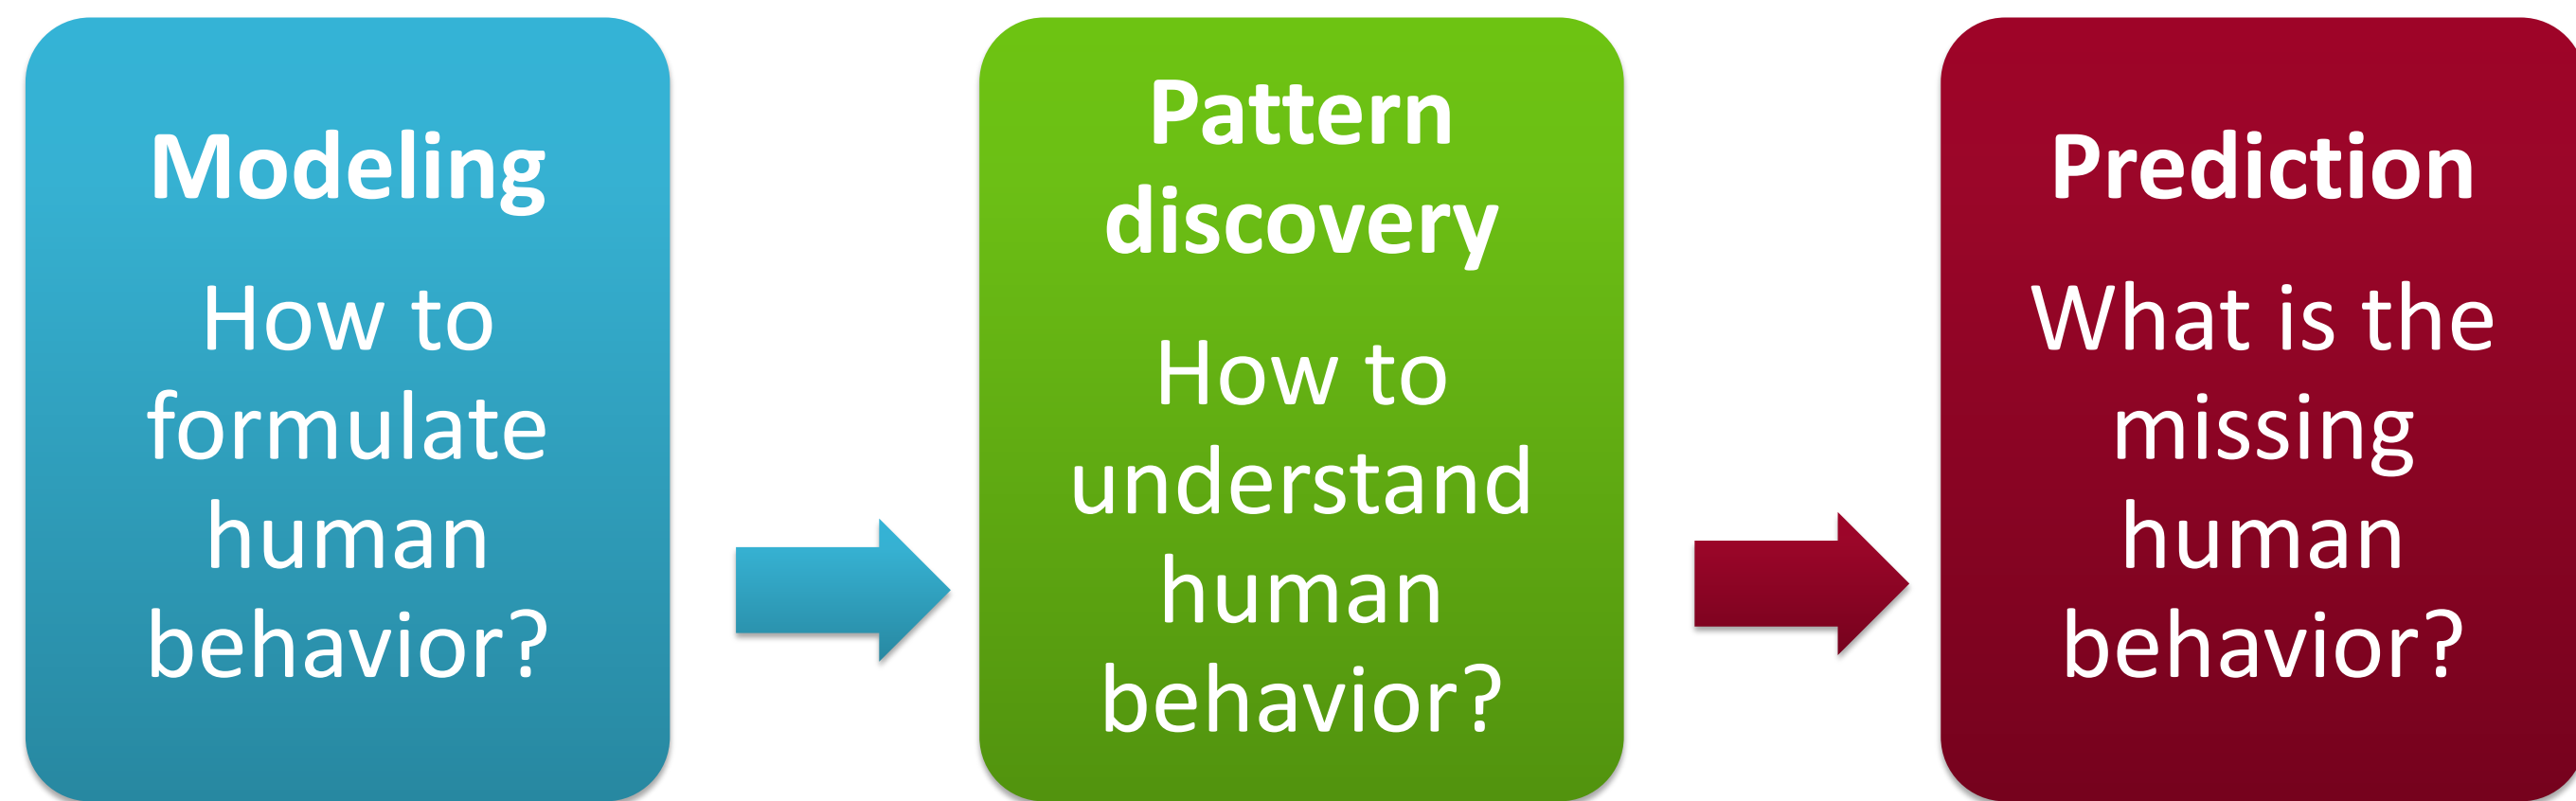 Modeling
How to
formulate
human
behavior?
Pattern
discovery
How to
understand
human
behavior?
Prediction
What is the
missing
human
behavior?